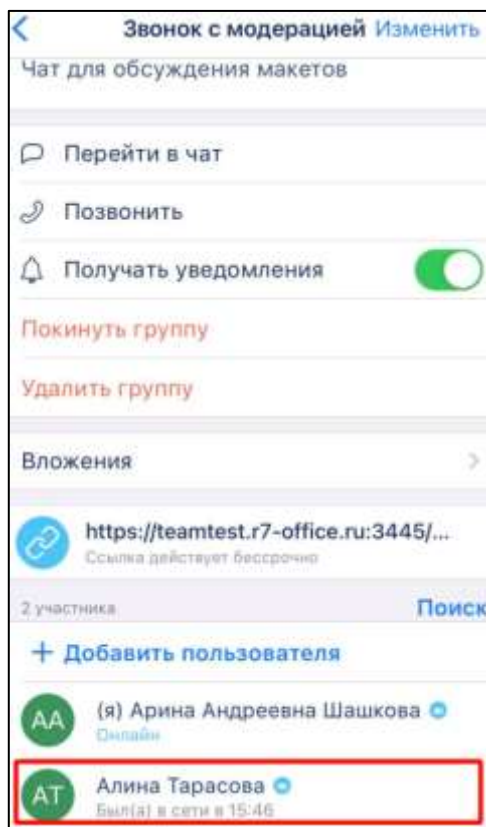 Звонок с модерацией Изменить
Чат для обсуждения макетов
Перейти в чат
Позвонить
Получать уведомления
Покинуть группу
Удалить группу
Вложения
https://teamtest.r7-office.ru:3445/...
Ссылка действует бессрочно
2 участника Поиск
+ Добавить пользователя
АА (я) Арина Андреевна Шашкова
Онлайн
АТ Алина Тарасова
Был(а) в сети в 15:46